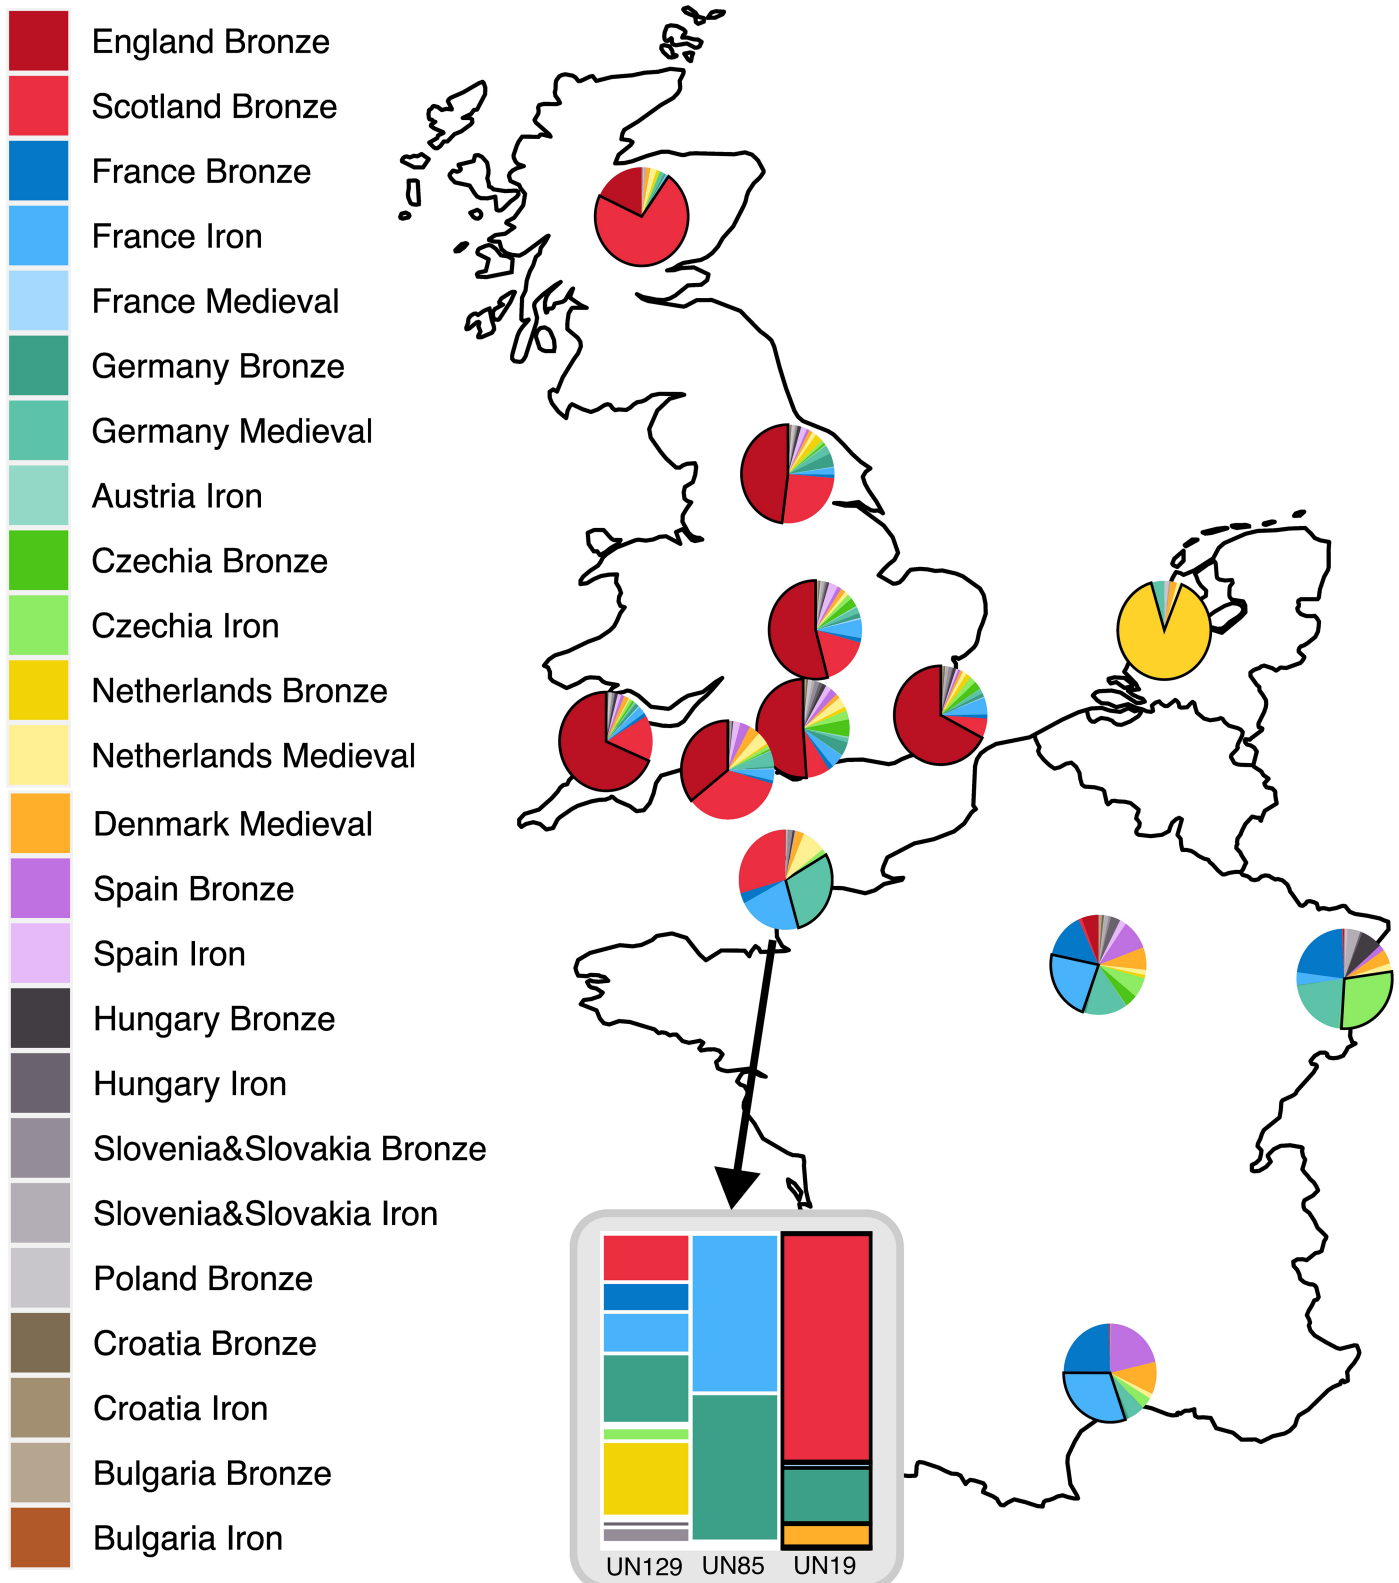 England Bronze
Scotland Bronze
France Bronze
France Iron
France Medieval
Germany Bronze
Germany Medieval
Austria Iron
Czechia Bronze
Czechia Iron
Netherlands Bronze
Netherlands Medieval
Denmark Medieval
Spain Bronze
Spain Iron
Hungary Bronze
Hungary Iron
Slovenia&Slovakia Bronze
Slovenia&Slovakia Iron
Poland Bronze
Croatia Bronze
Croatia Iron
Bulgaria Bronze
Bulgaria Iron
UN129 UN85 UN19